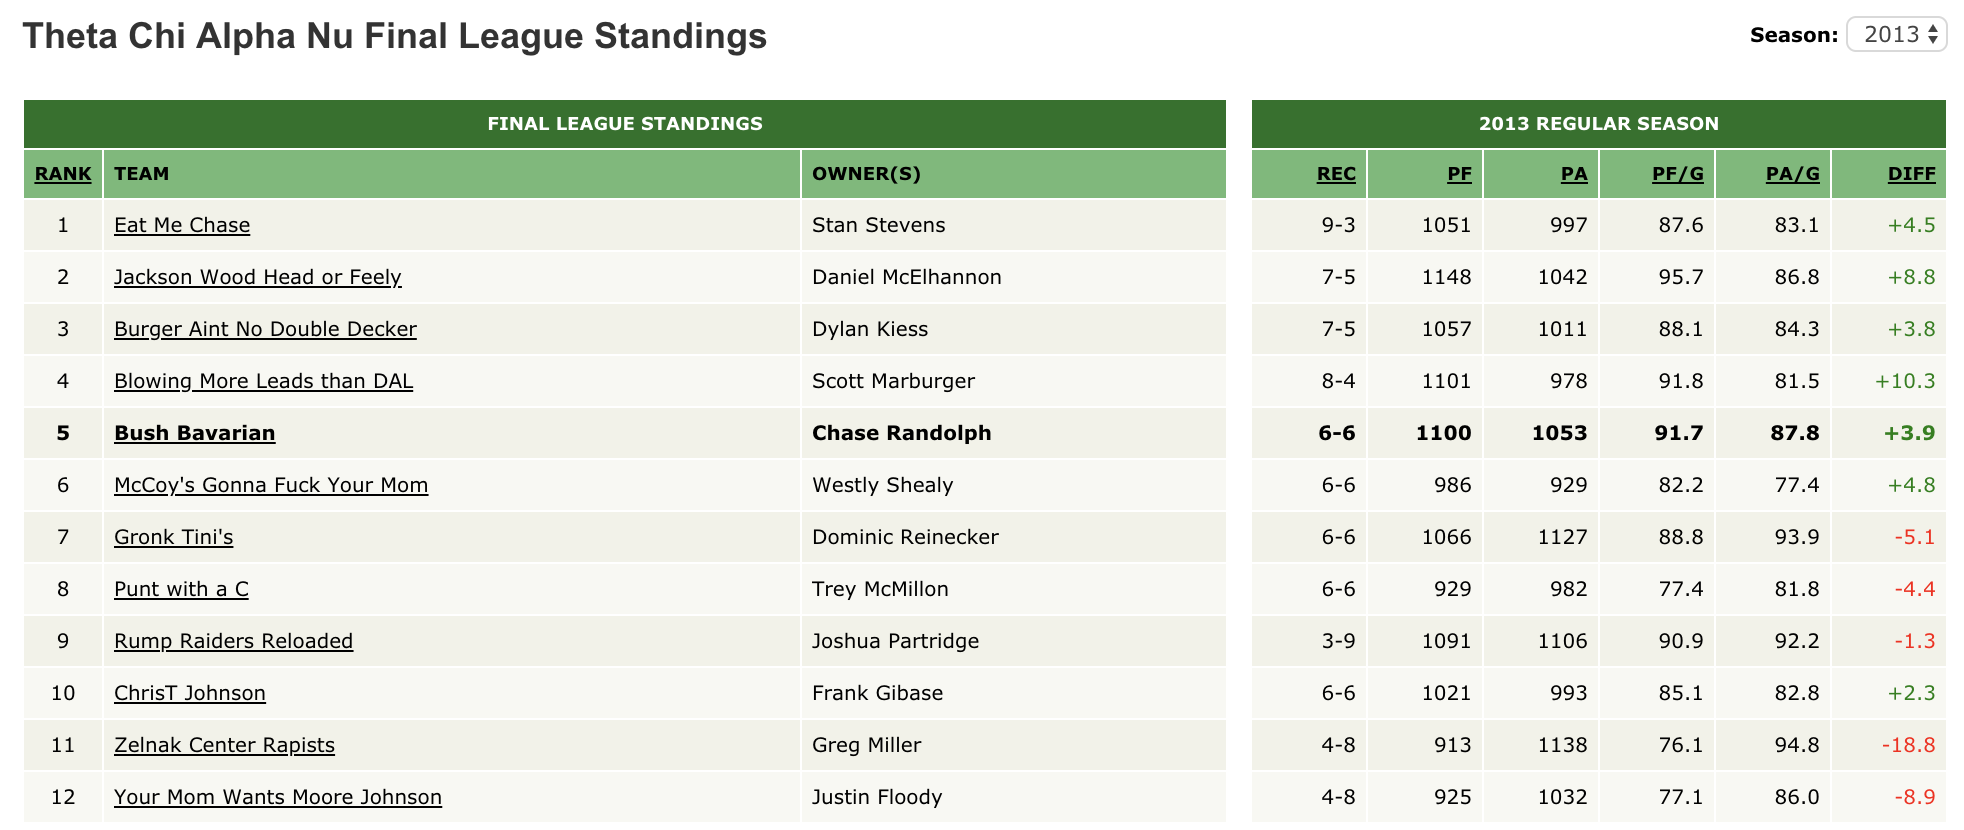 Theta Chi Alpha Nu Final League Standings Season: 2013
FINAL LEAGUE STANDINGS 2013 REGULAR SEASON
RANK TEAM OWNER(S) REC PF PA PF/G PA/G DIFF
1 Eat Me Chase Stan Stevens 9-3 1051 997 87.6 83.1 +4.5
2 Jackson Wood Head or Feely Daniel McElhannon 7-5 1148 1042 95.7 86.8 +8.8
3 Burger Aint No Double Decker Dylan Kiess 7-5 1057 1011 88.1 84.3 +3.8
4 Blowing More Leads than DAL Scott Marburger 8-4 1101 978 91.8 81.5 +10.3
5 Bush Bavarian Chase Randolph 6-6 1100 1053 91.7 87.8 +3.9
6 McCoy's Gonna Fuck Your Mom Westly Shealy 6-6 986 929 82.2 77.4 +4.8
7 Gronk Tini's Dominic Reinecker 6-6 1066 1127 88.8 93.9 -5.1
8 Punt with a C Trey McMillon 6-6 929 982 77.4 81.8 -4.4
9 Rump Raiders Reloaded Joshua Partridge 3-9 1091 1106 90.9 92.2 -1.3
10 ChrisT Johnson Frank Gibase 6-6 1021 993 85.1 82.8 +2.3
11 Zelnak Center Rapists Greg Miller 4-8 913 1138 76.1 94.8 -18.8
12 Your Mom Wants Moore Johnson Justin Floody 4-8 925 1032 77.1 86.0 -8.9